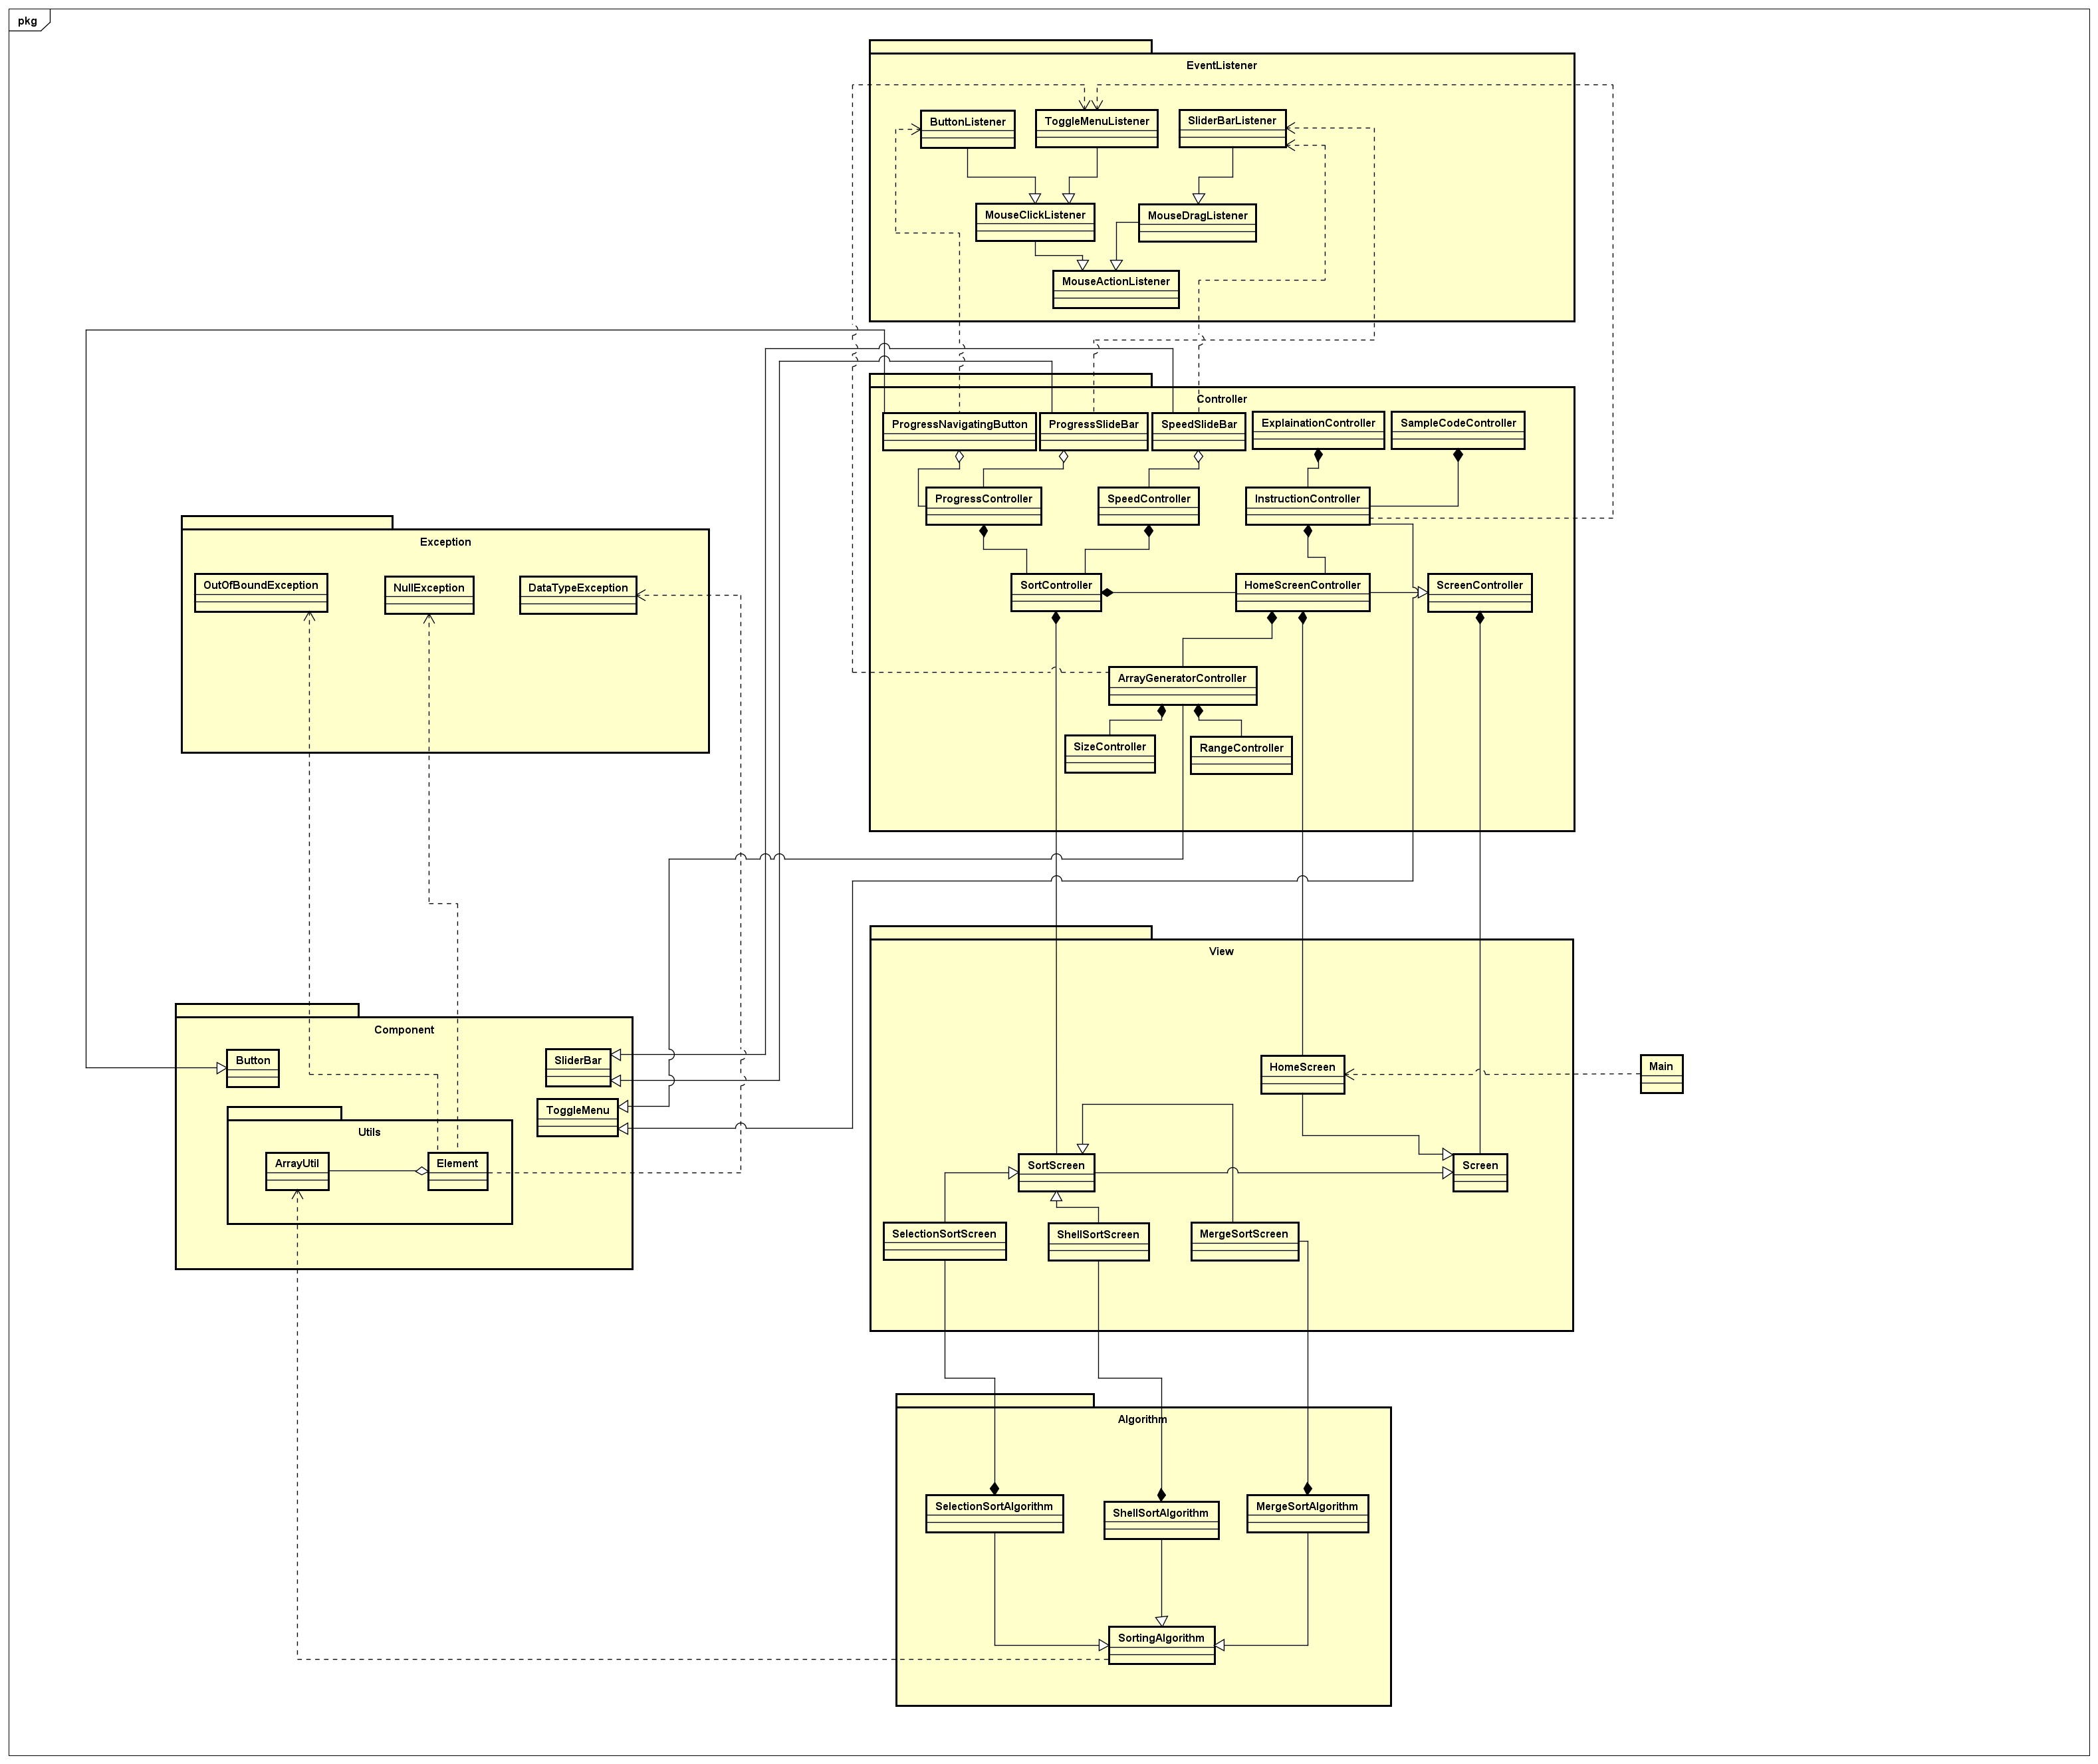 pkg
EventListener
ButtonListener
ToggleMenuListener
SliderBarListener
MouseClickListener
MouseDragListener
MouseActionListener
Controller
ProgressNavigatingButton
ProgressSlideBar
SpeedSlideBar
ExplainationController
SampleCodeController
ProgressController
SpeedController
InstructionController
SortController
HomeScreenController
ScreenController
ArrayGeneratorController
SizeController
RangeController
Exception
OutOfBoundException
NullException
DataTypeException
Component
Button
SliderBar
ToggleMenu
Utils
ArrayUtil
Element
View
HomeScreen
Main
SortScreen
Screen
SelectionSortScreen
ShellSortScreen
MergeSortScreen
Algorithm
SelectionSortAlgorithm
ShellSortAlgorithm
MergeSortAlgorithm
SortingAlgorithm